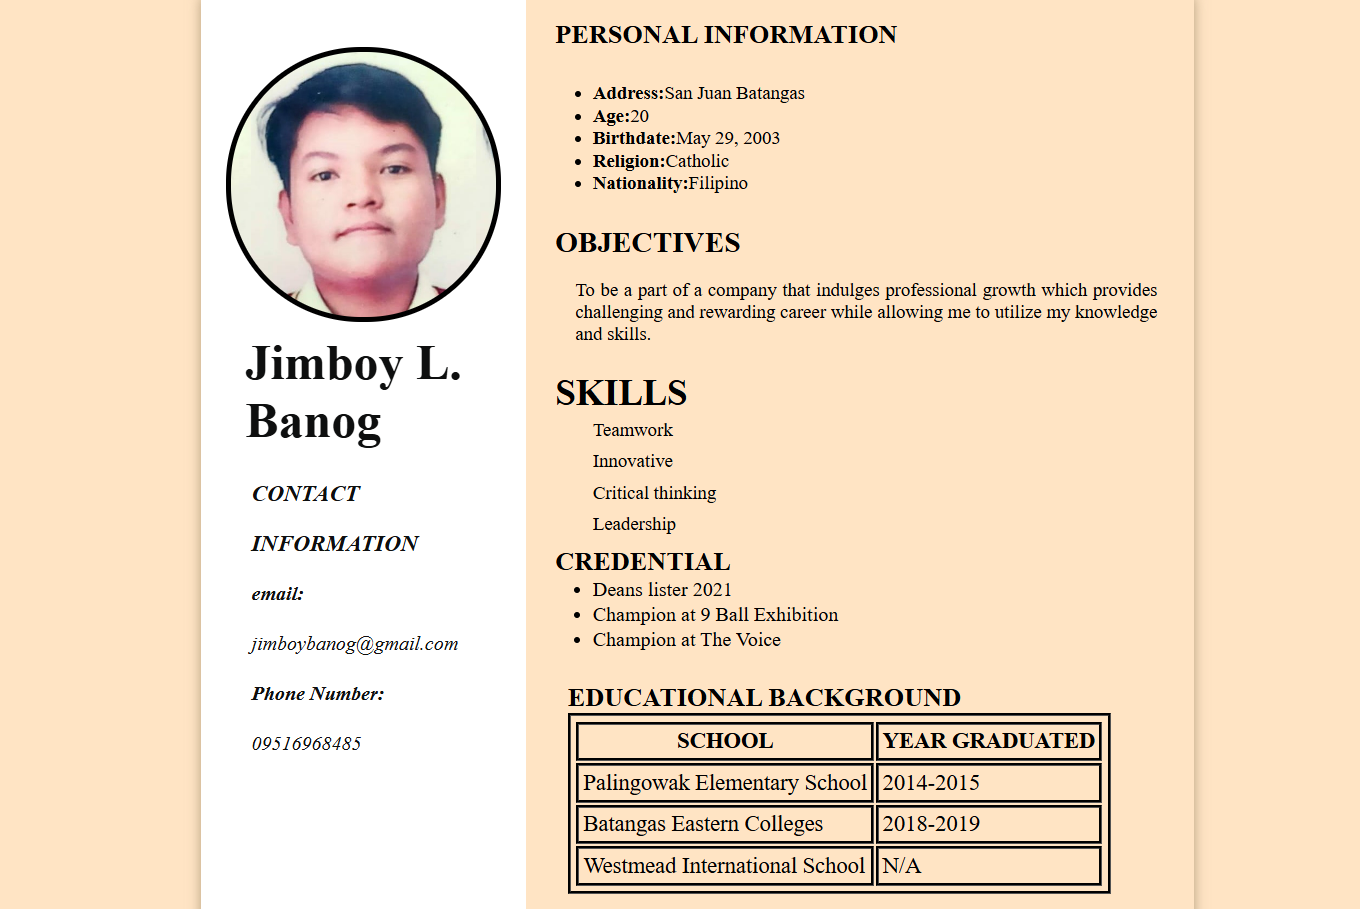 Jimboy L.
Banog
CONTACT
INFORMATION
email:
jimboybanog@gmail.com
Phone Number:
09516968485
PERSONAL INFORMATION
Address:San Juan Batangas
Age:20
Birthdate:May 29, 2003
Religion:Catholic
Nationality:Filipino
OBJECTIVES
To be a part of a company that indulges professional growth which provides
challenging and rewarding career while allowing me to utilize my knowledge
and skills.
SKILLS
Teamwork
Innovative
Critical thinking
Leadership
CREDENTIAL
Deans lister 2021
Champion at 9 Ball Exhibition
Champion at The Voice
EDUCATIONAL BACKGROUND
SCHOOL YEAR GRADUATED
Palingowak Elementary School 2014-2015
Batangas Eastern Colleges 2018-2019
Westmead International School N/A